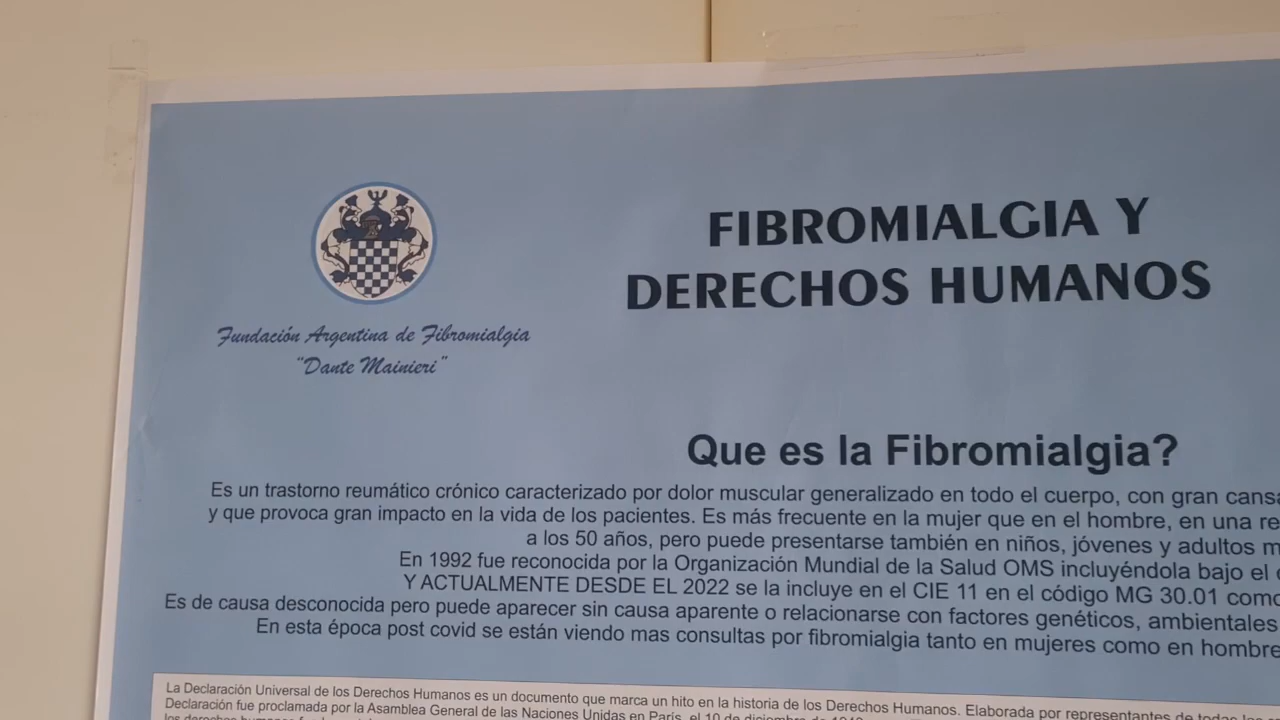 FIBROMIALGIA Y
DERECHOS HUMANOS
Fundación Argentina de Fibromialgia
"Dante Mainieri"
Que es la Fibromialgia?
Es un trastorno reumático crónico caracterizado por dolor muscular generalizado en todo el cuerpo, con gran
y que provoca gran impacto en la vida de los pacientes. Es más frecuente en la mujer que en el hombre, en una
a los 50 años, pero puede presentarse también en niños, jóvenes y adultos
En 1992 fue reconocida por la Organización Mundial de la Salud OMS incluyéndola bajo el
Y ACTUALMENTE DESDE EL 2022 se la incluye en el CIE 11 en el código MG 30.01 como
Es de causa desconocida pero puede aparecer sin causa aparente o relacionarse con factores genéticos, ambientales
En esta época post covid se están viendo mas consultas por fibromialgia tanto en mujeres como en hombre
La Declaración Universal de los Derechos Humanos es un documento que marca un hito en la historia de los Derechos Humanos. Elaborada por representantes de
Declaración fue proclamada por la Asamblea General de las Naciones Unidas en París, el 10 de diciembre de